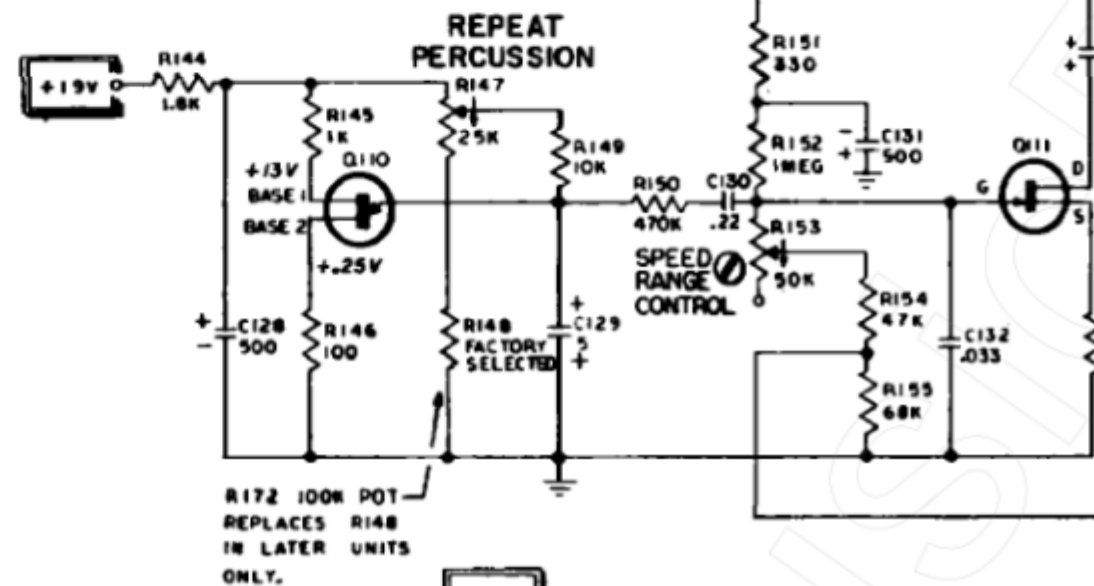 REPEAT
PERCUSSION
+19V
R144
1.8K
R145
1K
R147
25K
R149
10K
+13V
BASE 1
Q110
BASE 2
+.25V
R150
470K
C130
.22
R151
330
R152
1MEG
-
+
C131
500
Q111
G
D
S
+
+
SPEED
RANGE
CONTROL
R153
50K
R154
47K
C132
.033
R155
68K
+
-
C128
500
R146
100
R148
FACTORY
SELECTED
+
C129
5
+
R172 100K POT
REPLACES R148
IN LATER UNITS
ONLY.